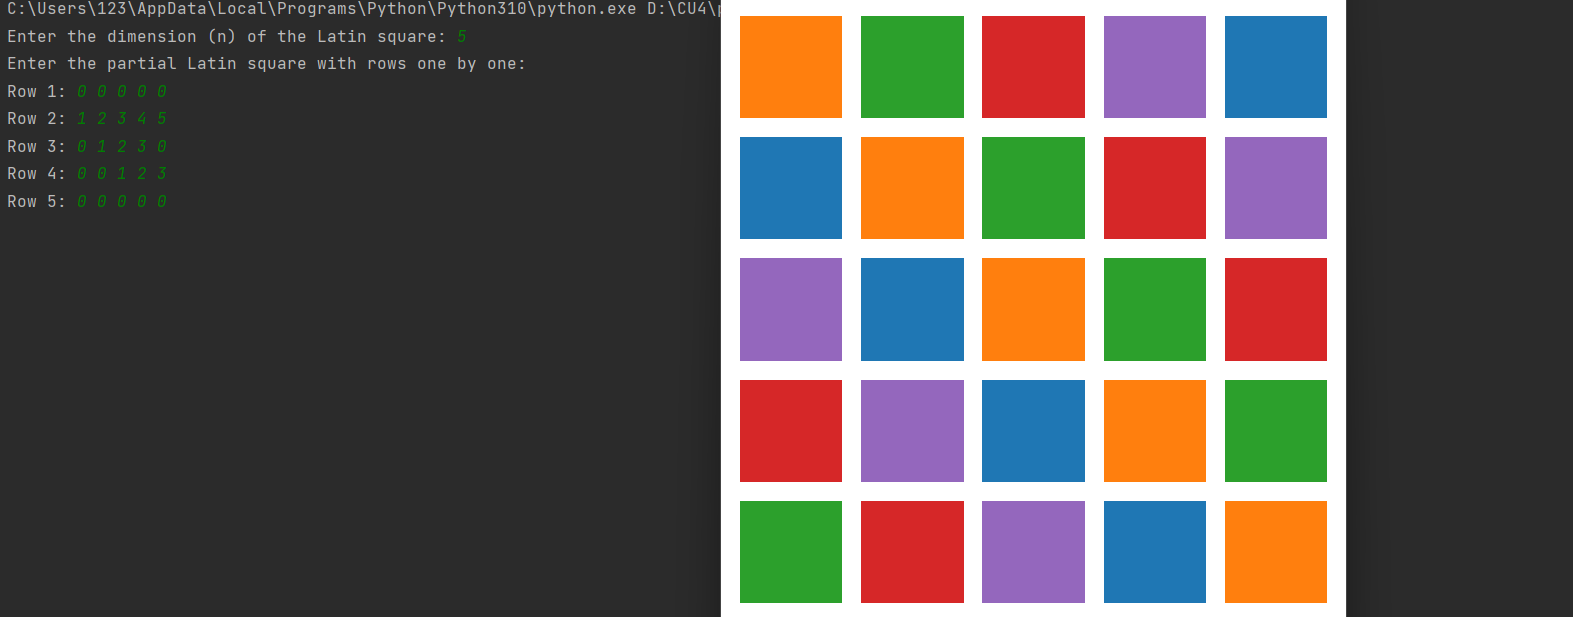 C:\Users\123\AppData\Local\Programs\Python\Python310\python.exe D:\CU4\
Enter the dimension (n) of the Latin square: 5
Enter the partial Latin square with rows one by one:
Row 1: 0 0 0 0 0
Row 2: 1 2 3 4 5
Row 3: 0 1 2 3 0
Row 4: 0 0 1 2 3
Row 5: 0 0 0 0 0